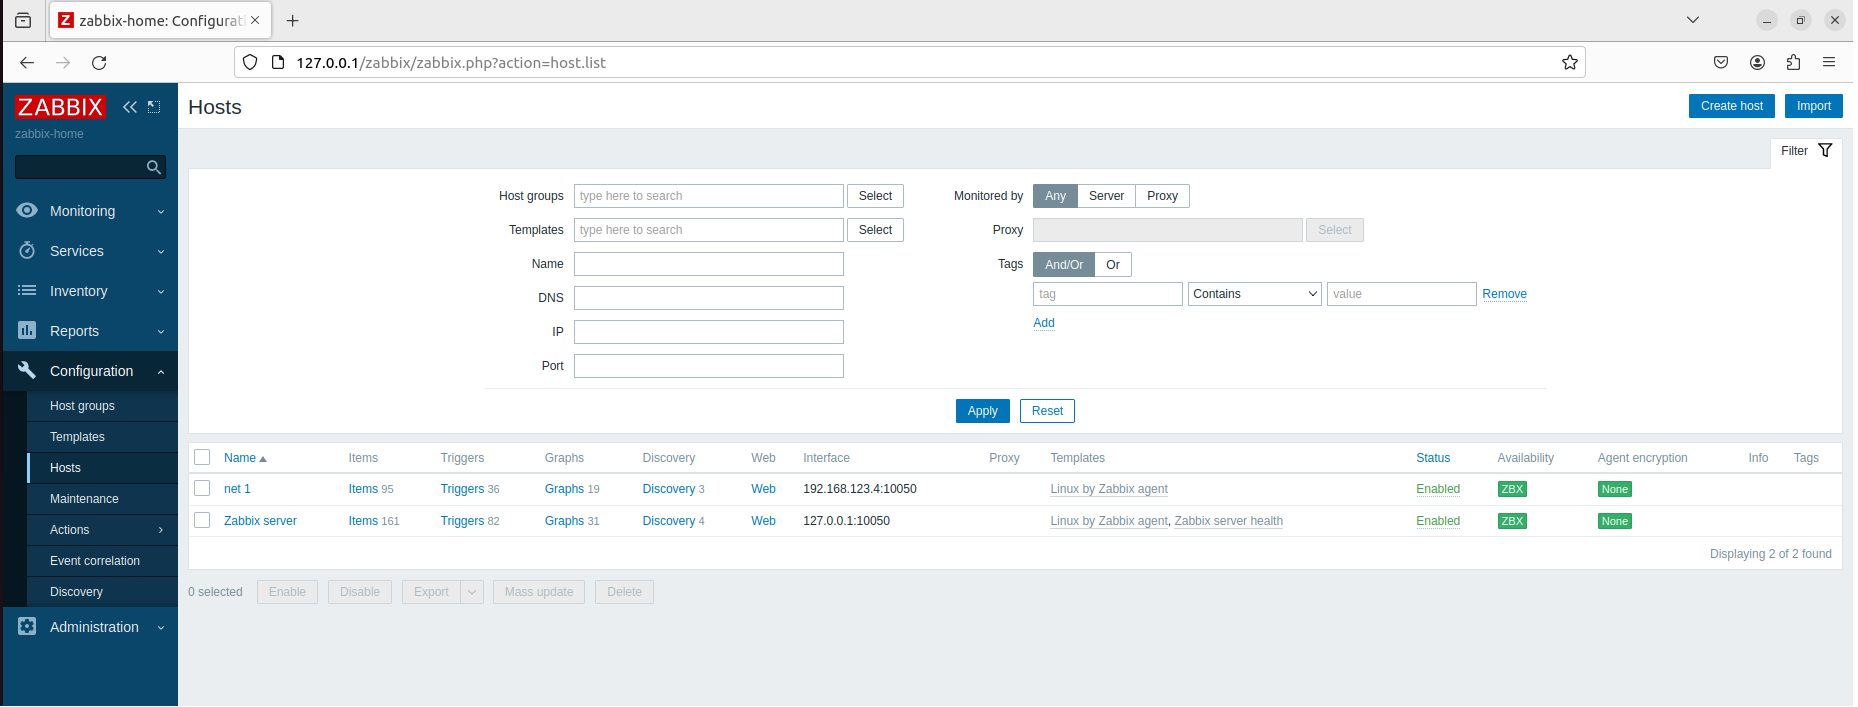 zabbix-home: Configurati
127.0.0.1/zabbix/zabbix.php?action=host.list
ZABBIX
zabbix-home
Monitoring
Services
Inventory
Reports
Configuration
Host groups
Templates
Hosts
Maintenance
Actions
Event correlation
Discovery
Administration
Hosts
Create host Import
Filter
Host groups type here to search Select
Templates type here to search Select
Name
DNS
IP
Port
Monitored by Any Server Proxy
Proxy Select
Tags And/Or Or
tag Contains value Remove
Add
Apply Reset
Name Items Triggers Graphs Discovery Web Interface Proxy Templates Status Availability Agent encryption Info Tags
net 1 Items 95 Triggers 36 Graphs 19 Discovery 3 Web 192.168.123.4:10050 Linux by Zabbix agent Enabled ZBX None
Zabbix server Items 161 Triggers 82 Graphs 31 Discovery 4 Web 127.0.0.1:10050 Linux by Zabbix agent, Zabbix server health Enabled ZBX None
Displaying 2 of 2 found
0 selected Enable Disable Export Mass update Delete